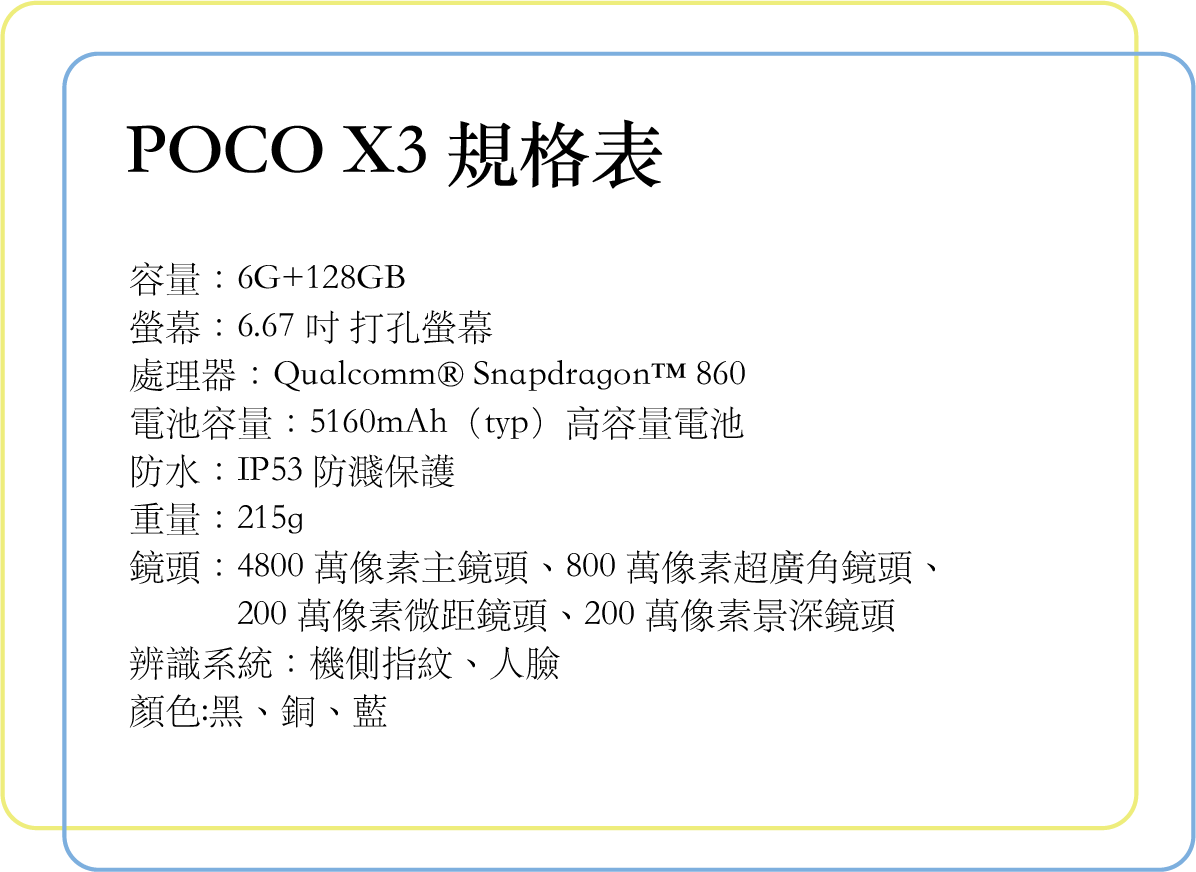 POCO X3 規格表
容量：6G+128GB
螢幕：6.67 吋 打孔螢幕
處理器：Qualcomm® Snapdragon™ 860
電池容量：5160mAh（typ）高容量電池
防水：IP53 防濺保護
重量：215g
鏡頭：4800 萬像素主鏡頭、800 萬像素超廣角鏡頭、
200 萬像素微距鏡頭、200 萬像素景深鏡頭
辨識系統：機側指紋、人臉
顏色:黑、銅、藍